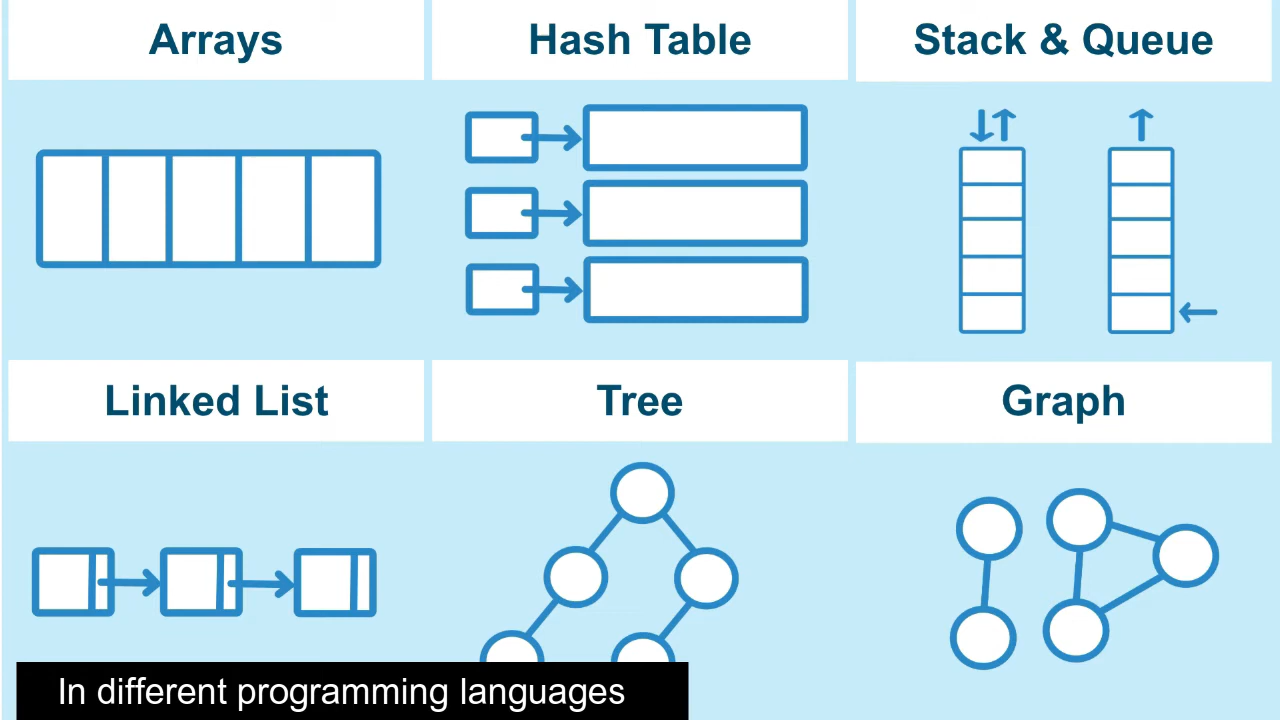 Arrays
Hash Table
Stack & Queue
Linked List
Tree
Graph
In different programming languages